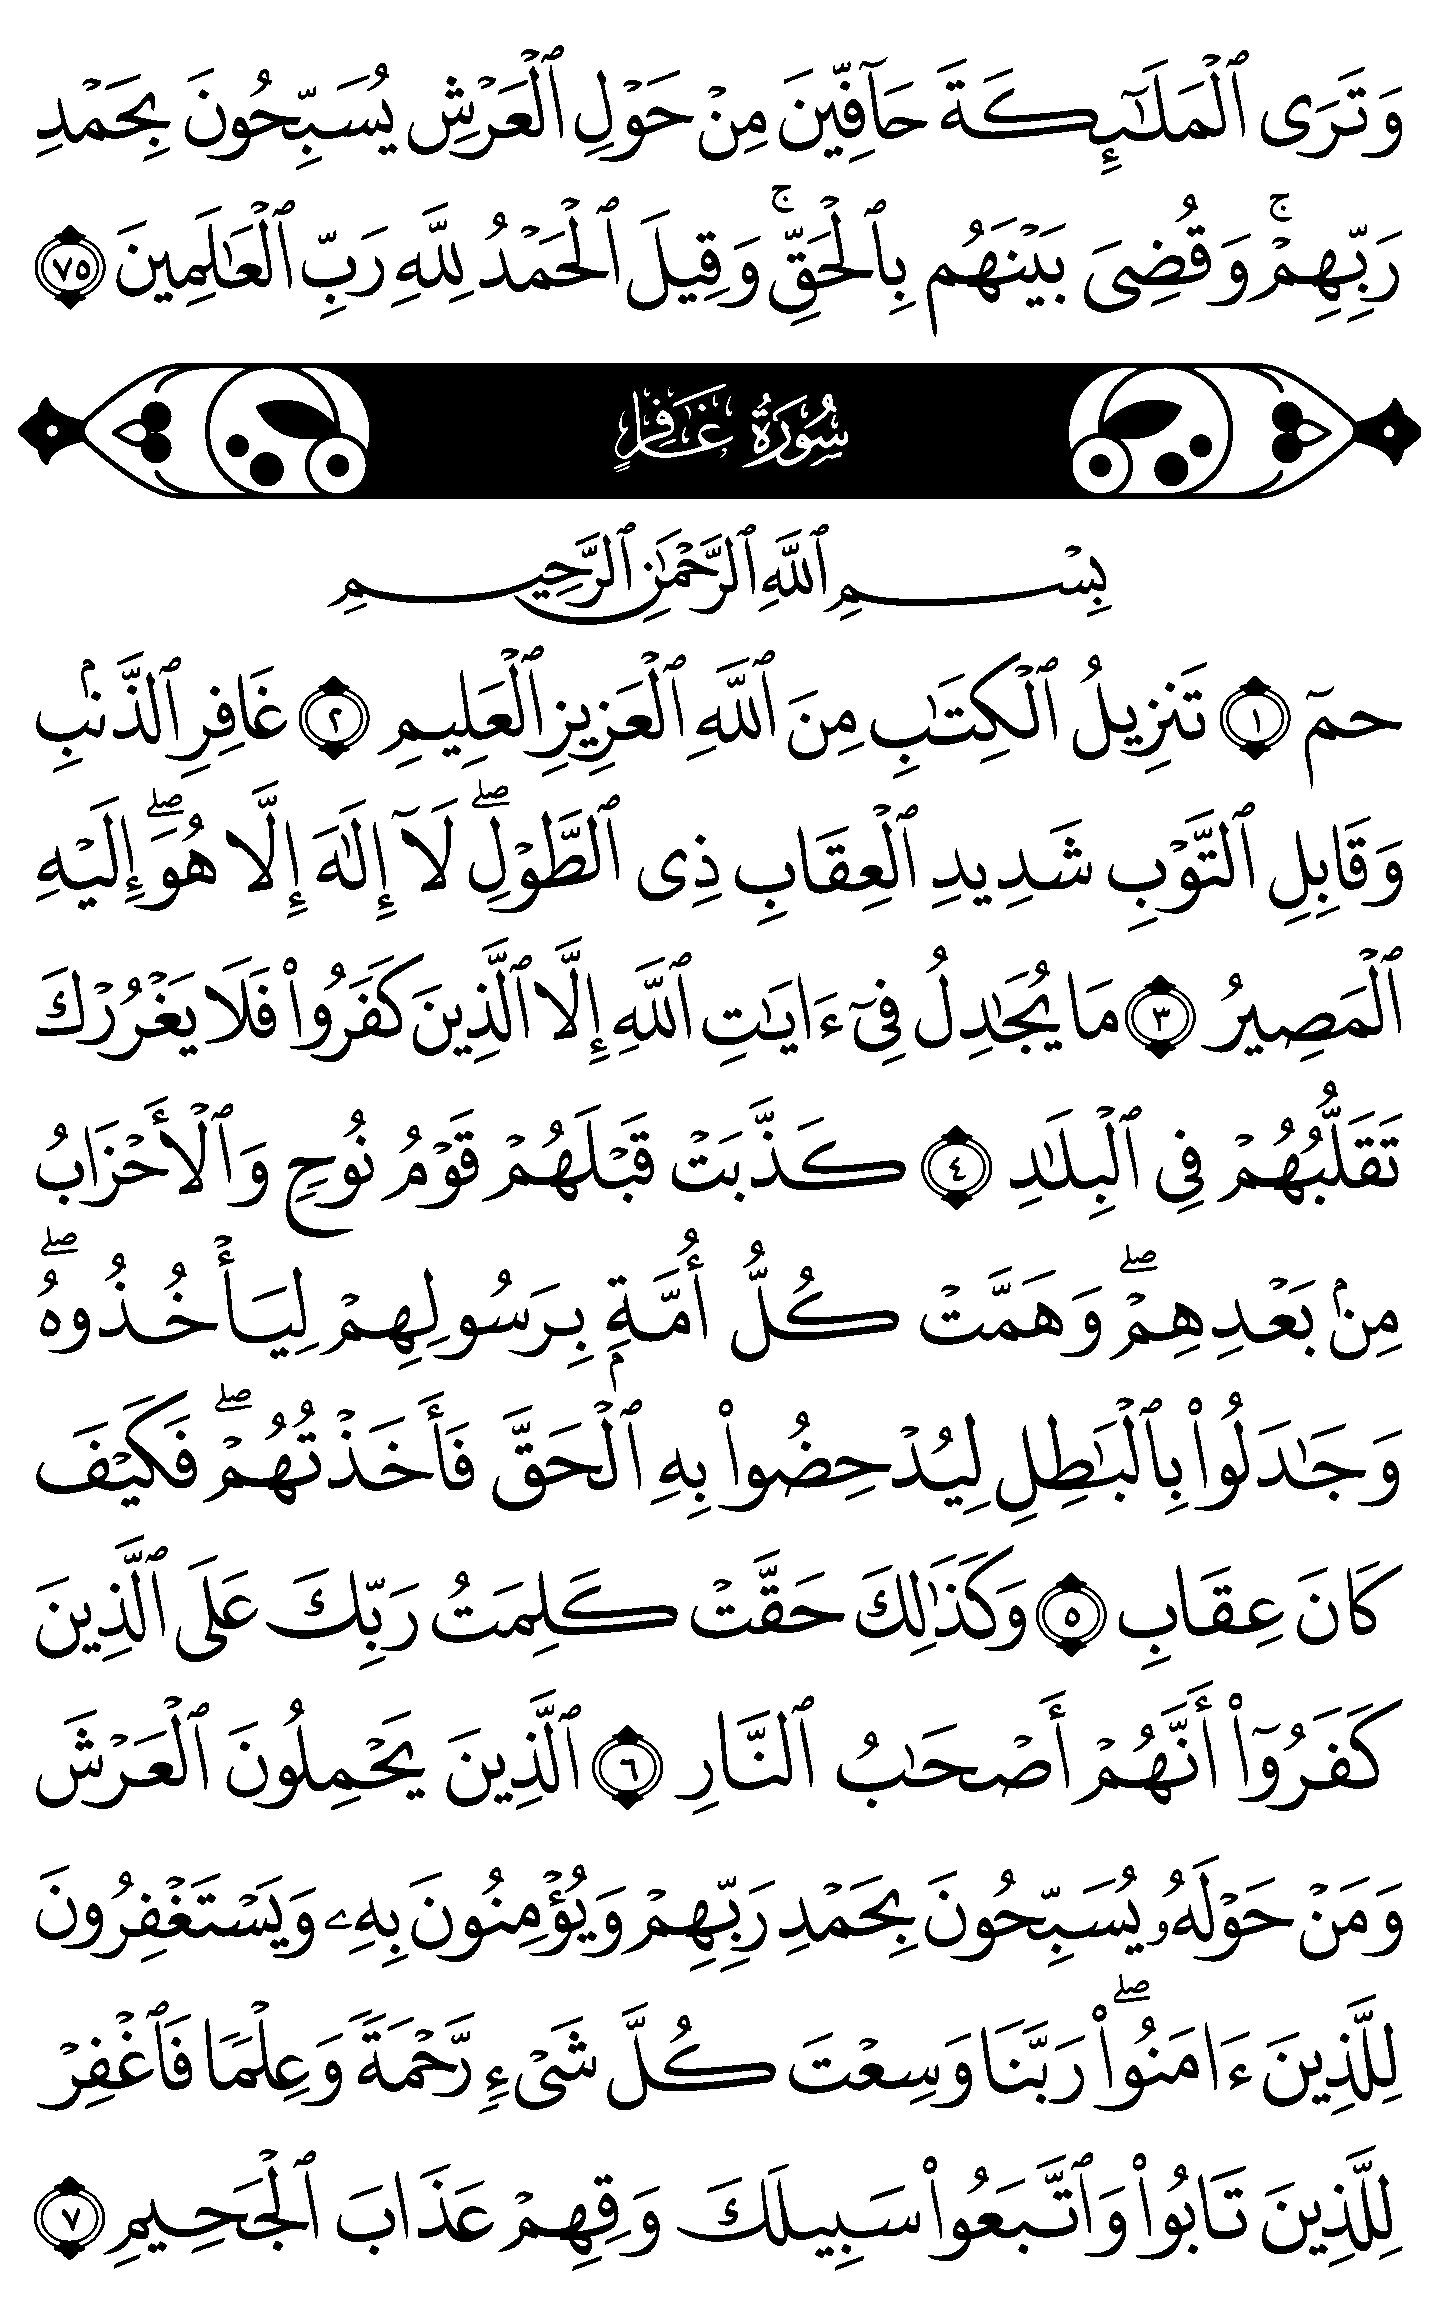 وَتَرَى ٱلْمَلَٰٓئِكَةَ حَآفِّينَ مِنْ حَوْلِ ٱلْعَرْشِ يُسَبِّحُونَ بِحَمْدِ
رَبِّهِمْ ۚ وَقُضِىَ بَيْنَهُم بِٱلْحَقِّ ۚ وَقِيلَ ٱلْحَمْدُ لِلَّهِ رَبِّ ٱلْعَٰلَمِينَ ٧٥
سُورَةُ غَافِرٍ
بِسْمِ ٱللَّهِ ٱلرَّحْمَٰنِ ٱلرَّحِيمِ
حمٓ ١ تَنزِيلُ ٱلْكِتَٰبِ مِنَ ٱللَّهِ ٱلْعَزِيزِ ٱلْعَلِيمِ ٢ غَافِرِ ٱلذَّنۢبِ
وَقَابِلِ ٱلتَّوْبِ شَدِيدِ ٱلْعِقَابِ ذِى ٱلطَّوْلِ ۖ لَآ إِلَٰهَ إِلَّا هُوَ ۖ إِلَيْهِ
ٱلْمَصِيرُ ٣ مَا يُجَٰدِلُ فِىٓ ءَايَٰتِ ٱللَّهِ إِلَّا ٱلَّذِينَ كَفَرُوا۟ فَلَا يَغْرُرْكَ
تَقَلُّبُهُمْ فِى ٱلْبِلَٰدِ ٤ كَذَّبَتْ قَبْلَهُمْ قَوْمُ نُوحٍ وَٱلْأَحْزَابُ
مِنۢ بَعْدِهِمْ ۖ وَهَمَّتْ كُلُّ أُمَّةٍۭ بِرَسُولِهِمْ لِيَأْخُذُوهُ ۖ
وَجَٰدَلُوا۟ بِٱلْبَٰطِلِ لِيُدْحِضُوا۟ بِهِ ٱلْحَقَّ فَأَخَذْتُهُمْ ۖ فَكَيْفَ
كَانَ عِقَابِ ٥ وَكَذَٰلِكَ حَقَّتْ كَلِمَتُ رَبِّكَ عَلَى ٱلَّذِينَ
كَفَرُوٓا۟ أَنَّهُمْ أَصْحَٰبُ ٱلنَّارِ ٦ ٱلَّذِينَ يَحْمِلُونَ ٱلْعَرْشَ
وَمَنْ حَوْلَهُۥ يُسَبِّحُونَ بِحَمْدِ رَبِّهِمْ وَيُؤْمِنُونَ بِهِۦ وَيَسْتَغْفِرُونَ
لِلَّذِينَ ءَامَنُوا۟ ۖ رَبَّنَا وَسِعْتَ كُلَّ شَىْءٍ رَّحْمَةً وَعِلْمًا فَٱغْفِرْ
لِلَّذِينَ تَابُوا۟ وَٱتَّبَعُوا۟ سَبِيلَكَ وَقِهِمْ عَذَابَ ٱلْجَحِيمِ ٧